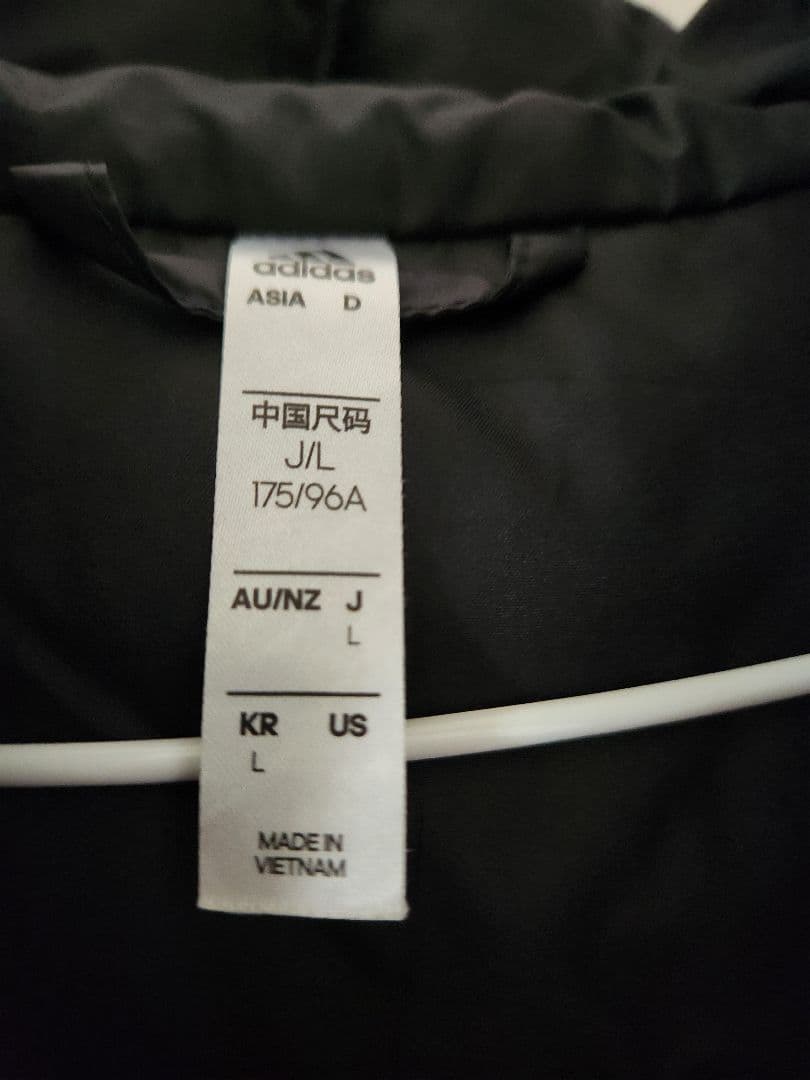 adidas
ASIA D
中国尺码
J/L
175/96A
AU/NZ J
L
KR US
L
MADE IN
VIETNAM